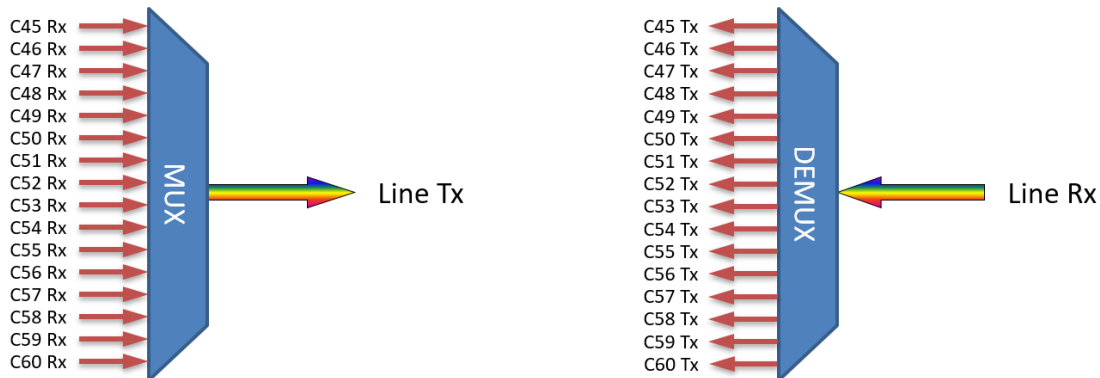 C45 Rx
C46 Rx
C47 Rx
C48 Rx
C49 Rx
C50 Rx
C51 Rx
C52 Rx
C53 Rx
C54 Rx
C55 Rx
C56 Rx
C57 Rx
C58 Rx
C59 Rx
C60 Rx
MUX
Line Tx
C45 Tx
C46 Tx
C47 Tx
C48 Tx
C49 Tx
C50 Tx
C51 Tx
C52 Tx
C53 Tx
C54 Tx
C55 Tx
C56 Tx
C57 Tx
C58 Tx
C59 Tx
C60 Tx
DEMUX
Line Rx